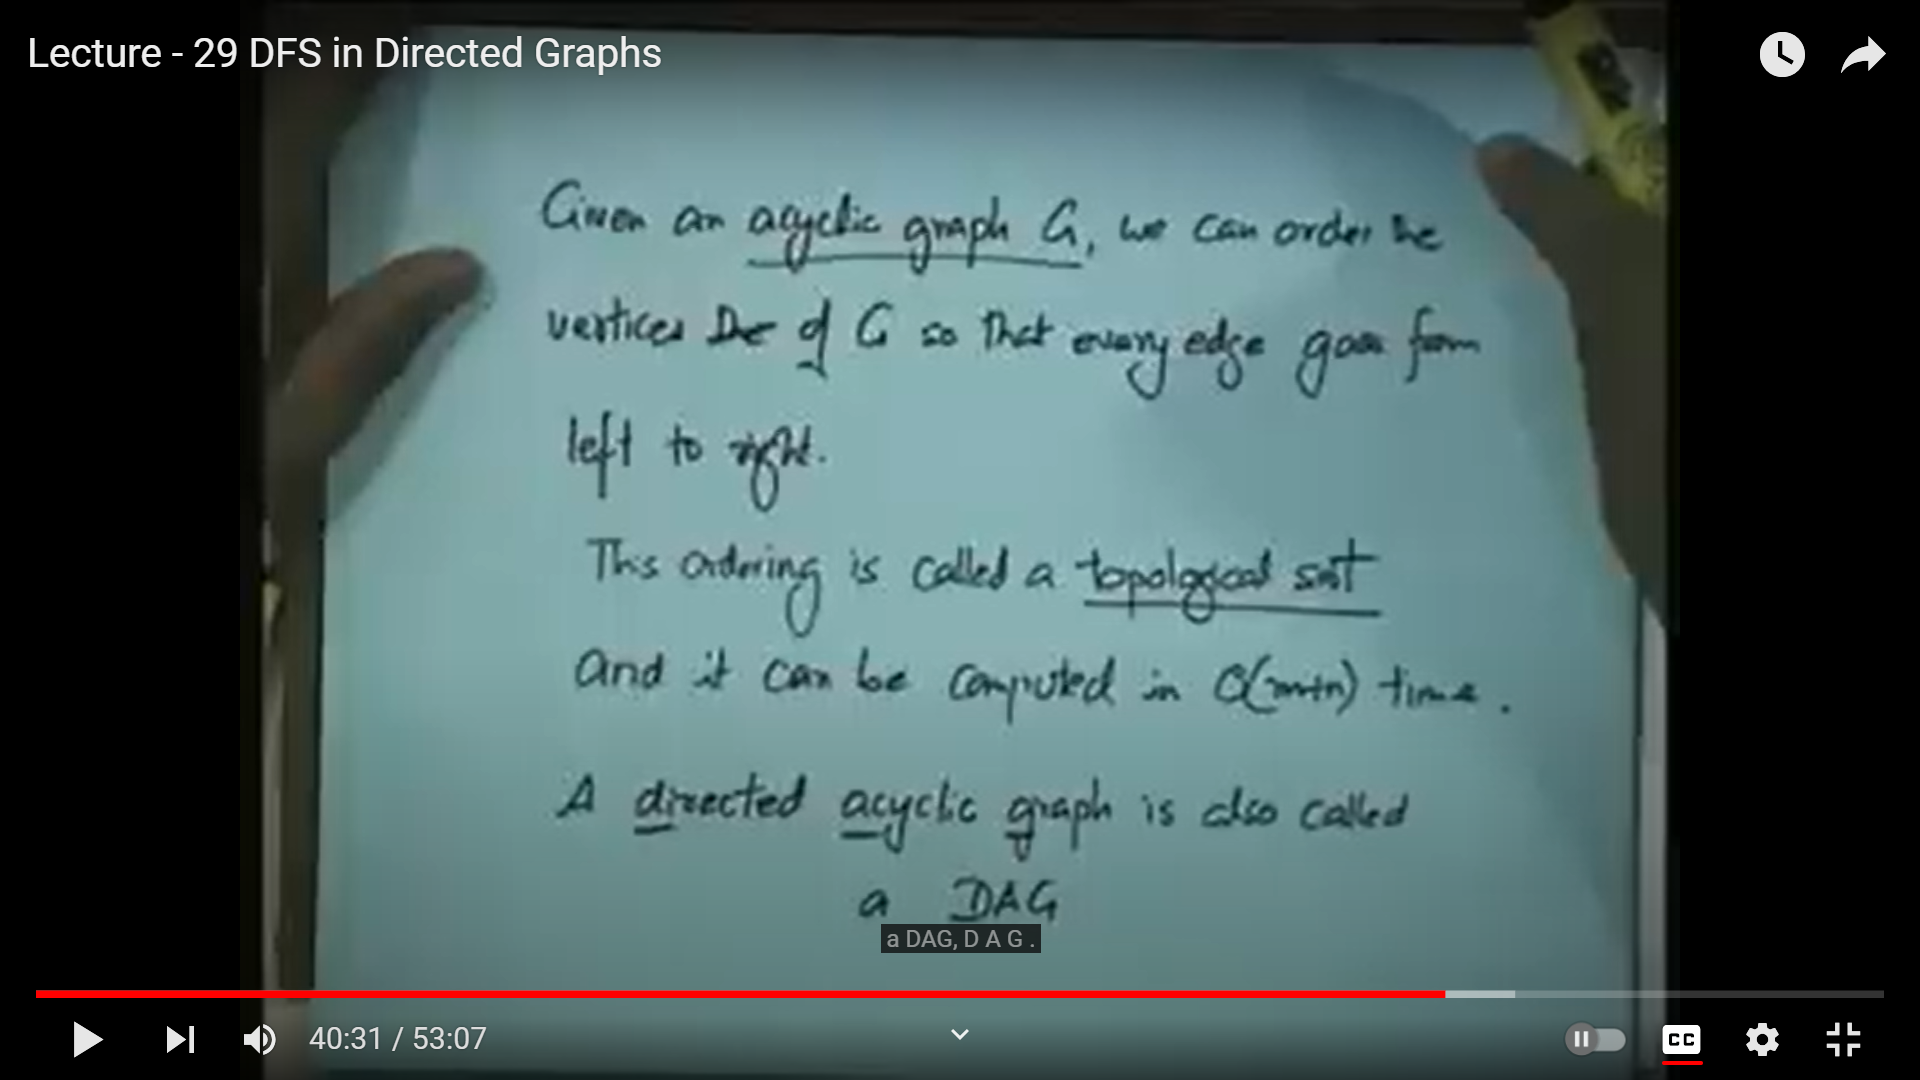 Lecture - 29 DFS in Directed Graphs
Given an acyclic graph G, we can order the
vertices of G so that every edge goes from
left to right.
This ordering is called a topological sort
and it can be computed in O(m+n) time.
A directed acyclic graph is also called
a DAG
a DAG, D A G .
40:31 / 53:07
CC